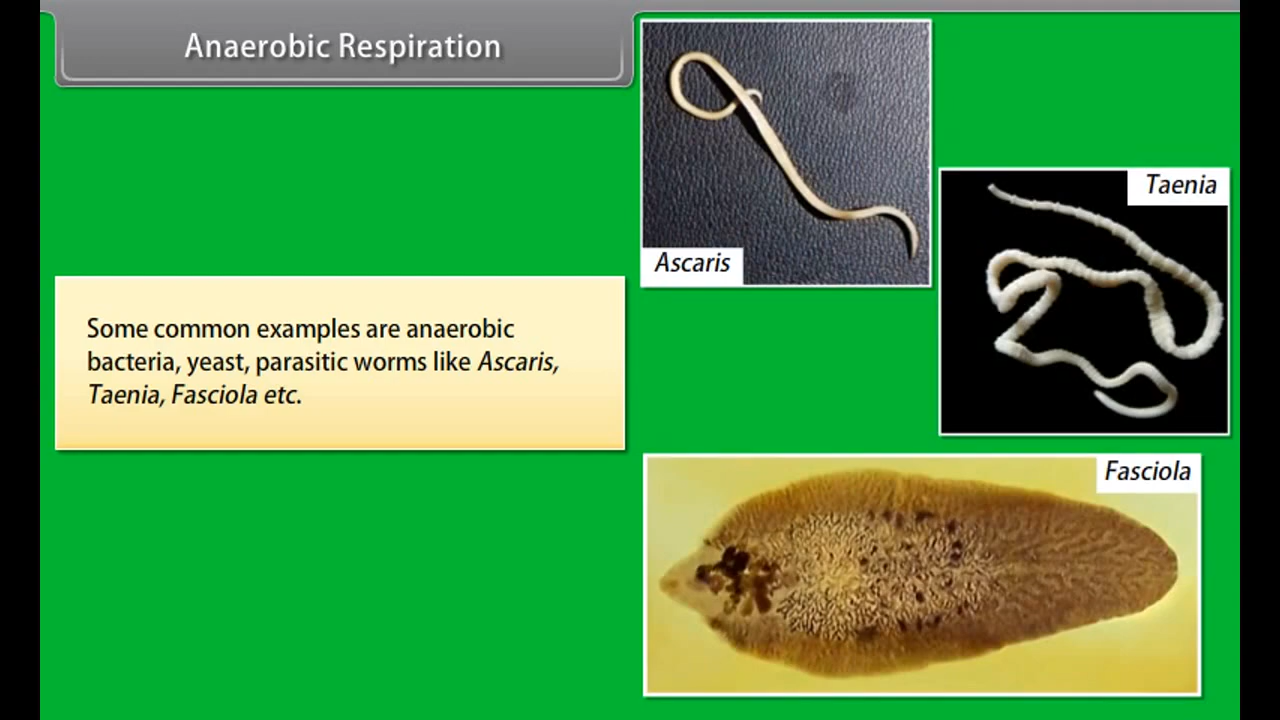 Anaerobic Respiration
Some common examples are anaerobic
bacteria, yeast, parasitic worms like Ascaris,
Taenia, Fasciola etc.
Ascaris
Taenia
Fasciola